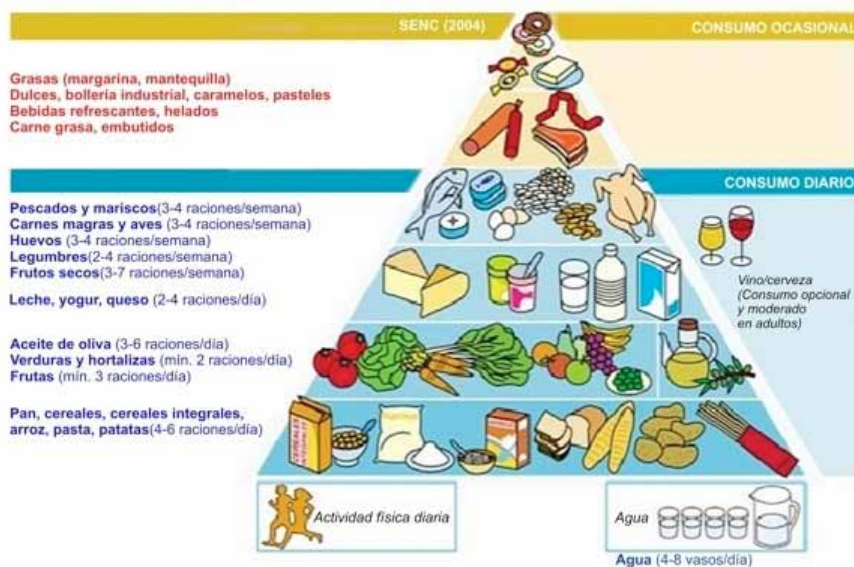 SENC (2004)
CONSUMO OCASIONAL
Grasas (margarina, mantequilla)
Dulces, bollería industrial, caramelos, pasteles
Bebidas refrescantes, helados
Carne grasa, embutidos
CONSUMO DIARIO
Pescados y mariscos(3-4 raciones/semana)
Carnes magras y aves (3-4 raciones/semana)
Huevos (3-4 raciones/semana)
Legumbres(2-4 raciones/semana)
Frutos secos(3-7 raciones/semana)
Leche, yogur, queso (2-4 raciones/día)
Vino/cerveza
(Consumo opcional
y moderado
en adultos)
Aceite de oliva (3-6 raciones/día)
Verduras y hortalizas (mín. 2 raciones/día)
Frutas (mín. 3 raciones/día)
Pan, cereales, cereales integrales,
arroz, pasta, patatas(4-6 raciones/día)
CEREALES
INTEGRALES
Actividad física diaria
Agua
Agua (4-8 vasos/día)